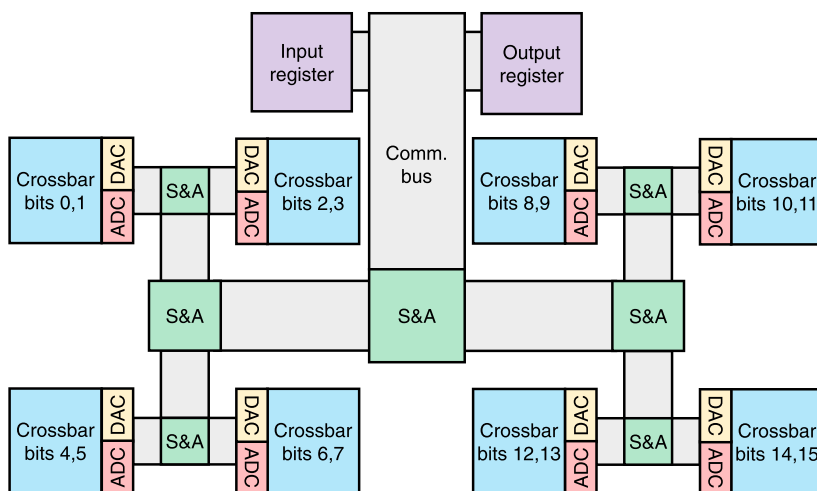 Input
register
Output
register
Comm.
bus
Crossbar
bits 0,1
DAC
ADC
S&A
DAC
ADC
Crossbar
bits 2,3
Crossbar
bits 8,9
DAC
ADC
S&A
DAC
ADC
Crossbar
bits 10,11
S&A
S&A
S&A
Crossbar
bits 4,5
DAC
ADC
S&A
DAC
ADC
Crossbar
bits 6,7
Crossbar
bits 12,13
DAC
ADC
S&A
DAC
ADC
Crossbar
bits 14,15